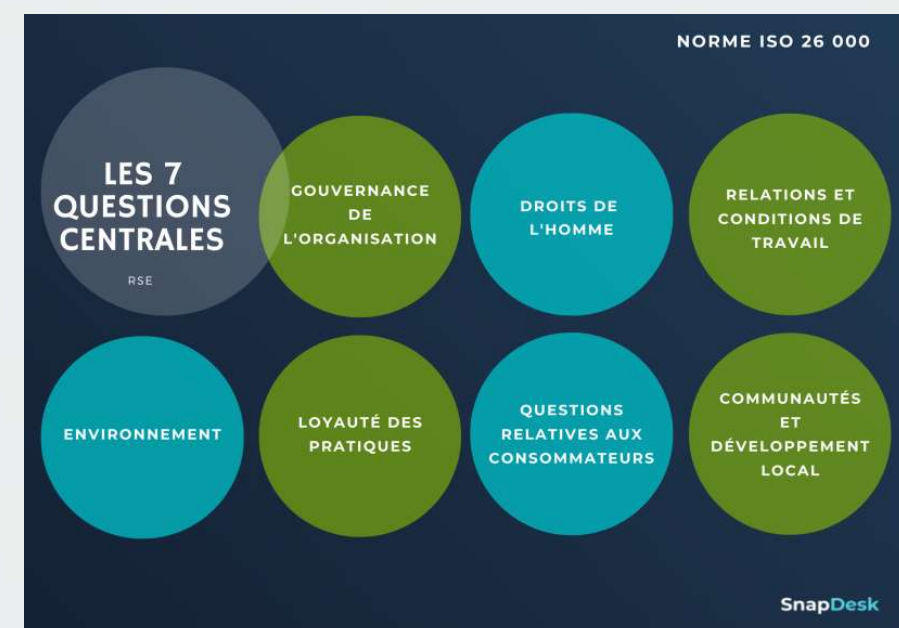 NORME ISO 26 000
LES 7
QUESTIONS
CENTRALES
RSE
GOUVERNANCE
DE
L'ORGANISATION
DROITS DE
L'HOMME
RELATIONS ET
CONDITIONS DE
TRAVAIL
ENVIRONNEMENT
LOYAUTÉ DES
PRATIQUES
QUESTIONS
RELATIVES AUX
CONSOMMATEURS
COMMUNAUTÉS
ET
DÉVELOPPEMENT
LOCAL
SnapDesk